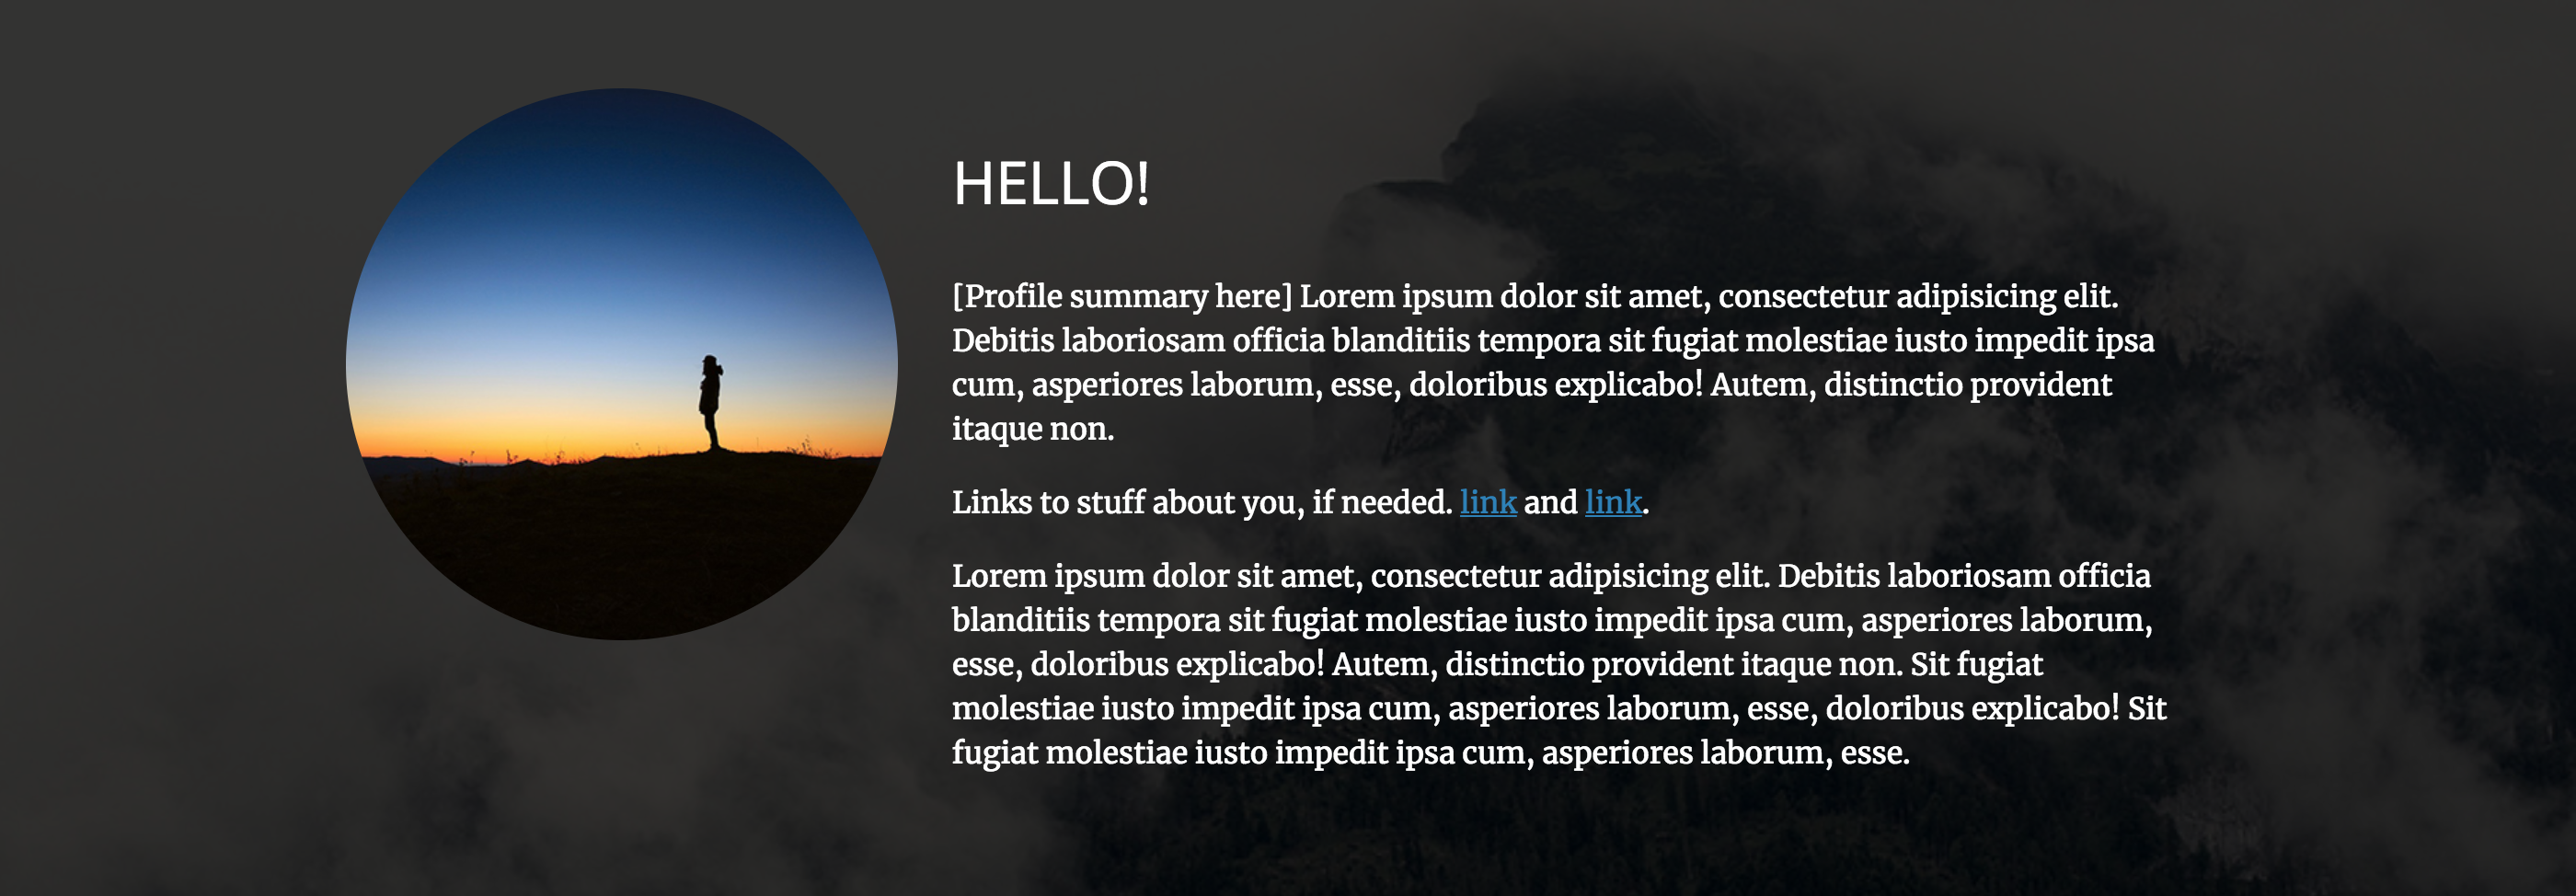 HELLO!
[Profile summary here] Lorem ipsum dolor sit amet, consectetur adipisicing elit.
Debitis laboriosam officia blanditiis tempora sit fugiat molestiae iusto impedit ipsa
cum, asperiores laborum, esse, doloribus explicabo! Autem, distinctio provident
itaque non.
Links to stuff about you, if needed. link and link.
Lorem ipsum dolor sit amet, consectetur adipisicing elit. Debitis laboriosam officia
blanditiis tempora sit fugiat molestiae iusto impedit ipsa cum, asperiores laborum,
esse, doloribus explicabo! Autem, distinctio provident itaque non. Sit fugiat
molestiae iusto impedit ipsa cum, asperiores laborum, esse, doloribus explicabo! Sit
fugiat molestiae iusto impedit ipsa cum, asperiores laborum, esse.